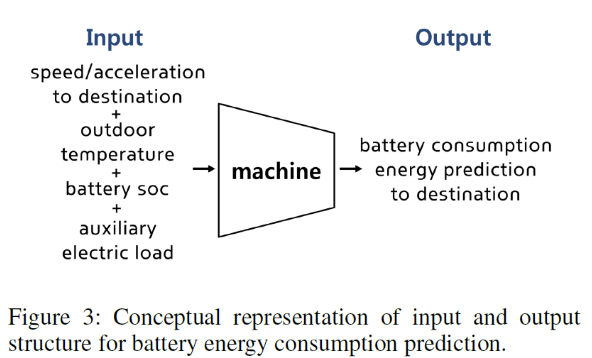 Input
speed/acceleration
to destination
+
outdoor
temperature
+
battery soc
+
auxiliary
electric load
machine
Output
battery consumption
energy prediction
to destination
Figure 3: Conceptual representation of input and output
structure for battery energy consumption prediction.